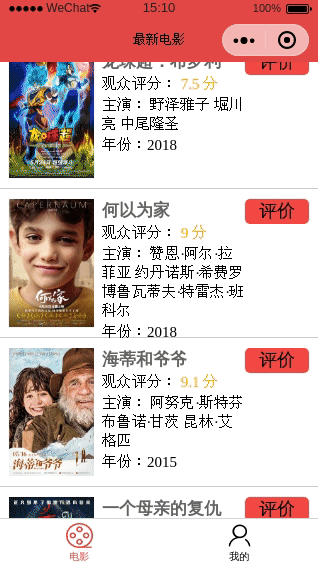 WeChat 15:10 100%
最新电影
龙珠超：布罗利 评价
观众评分： 7.5 分
主演： 野泽雅子 堀川
亮 中尾隆圣
年份：2018
龙珠超
CAPERNAUM
何以为家 评价
观众评分： 9 分
主演： 赞恩·阿尔·拉
菲亚 约丹诺斯·希费罗
博鲁瓦蒂夫·特雷杰·班
科尔
年份：2018
何以为家
海蒂和爷爷 评价
观众评分： 9.1 分
主演： 阿努克·斯特芬
布鲁诺·甘茨 昆林·艾
格匹
年份：2015
海蒂和爷爷
一个母亲的复仇 评价
电影 我的